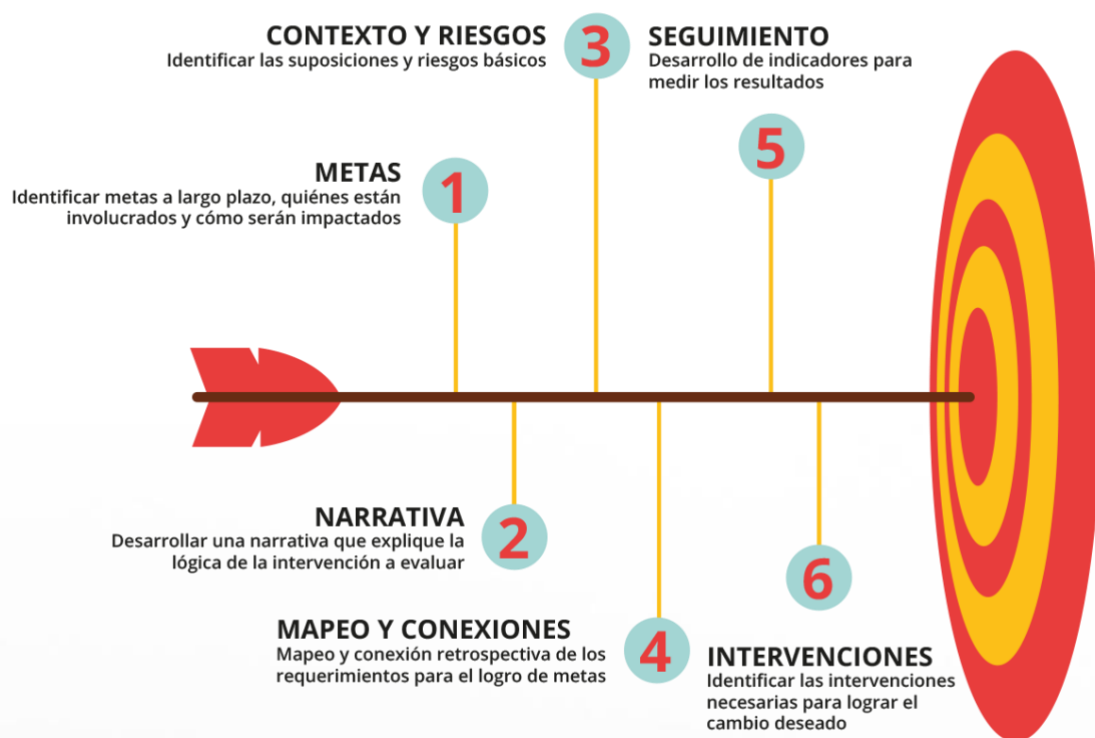 1
METAS
Identificar metas a largo plazo, quiénes están
involucrados y cómo serán impactados
2
NARRATIVA
Desarrollar una narrativa que explique la
lógica de la intervención a evaluar
3
CONTEXTO Y RIESGOS
Identificar las suposiciones y riesgos básicos
4
MAPEO Y CONEXIONES
Mapeo y conexión retrospectiva de los
requerimientos para el logro de metas
5
SEGUIMIENTO
Desarrollo de indicadores para
medir los resultados
6
INTERVENCIONES
Identificar las intervenciones
necesarias para lograr el
cambio deseado